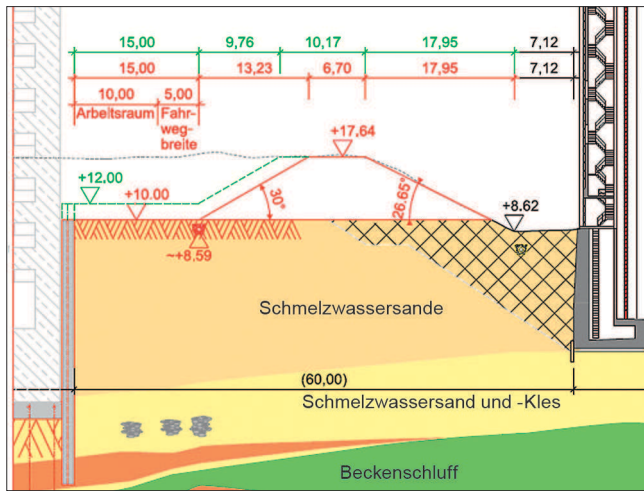 15,00 9,76 10,17 17,95 7,12
15,00 13,23 6,70 17,95 7,12
10,00 5,00
Arbeitsraum Fahr-
weg-
breite
+17,64
+12.00
+10.00
30°
26.65°
+8.62
~+8,59
Schmelzwassersande
(60,00)
Schmelzwassersand und -Kles
Beckenschluff